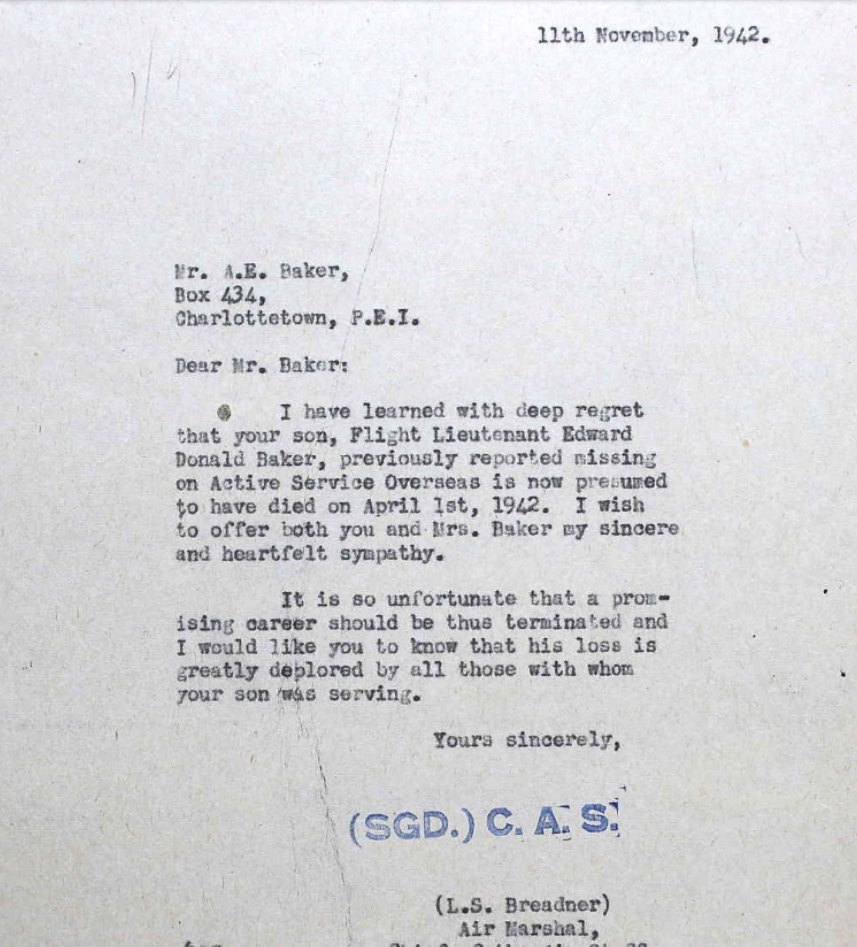 11th November, 1942.
Mr. A.E. Baker,
Box 434,
Charlottetown, P.E.I.
Dear Mr. Baker:
I have learned with deep regret
that your son, Flight Lieutenant Edward
Donald Baker, previously reported missing
on Active Service Overseas is now presumed
to have died on April 1st, 1942. I wish
to offer both you and Mrs. Baker my sincere
and heartfelt sympathy.
It is so unfortunate that a prom-
ising career should be thus terminated and
I would like you to know that his loss is
greatly deplored by all those with whom
your son was serving.
Yours sincerely,
(SGD.) C. A. S.
(L.S. Breadner)
Air Marshal,